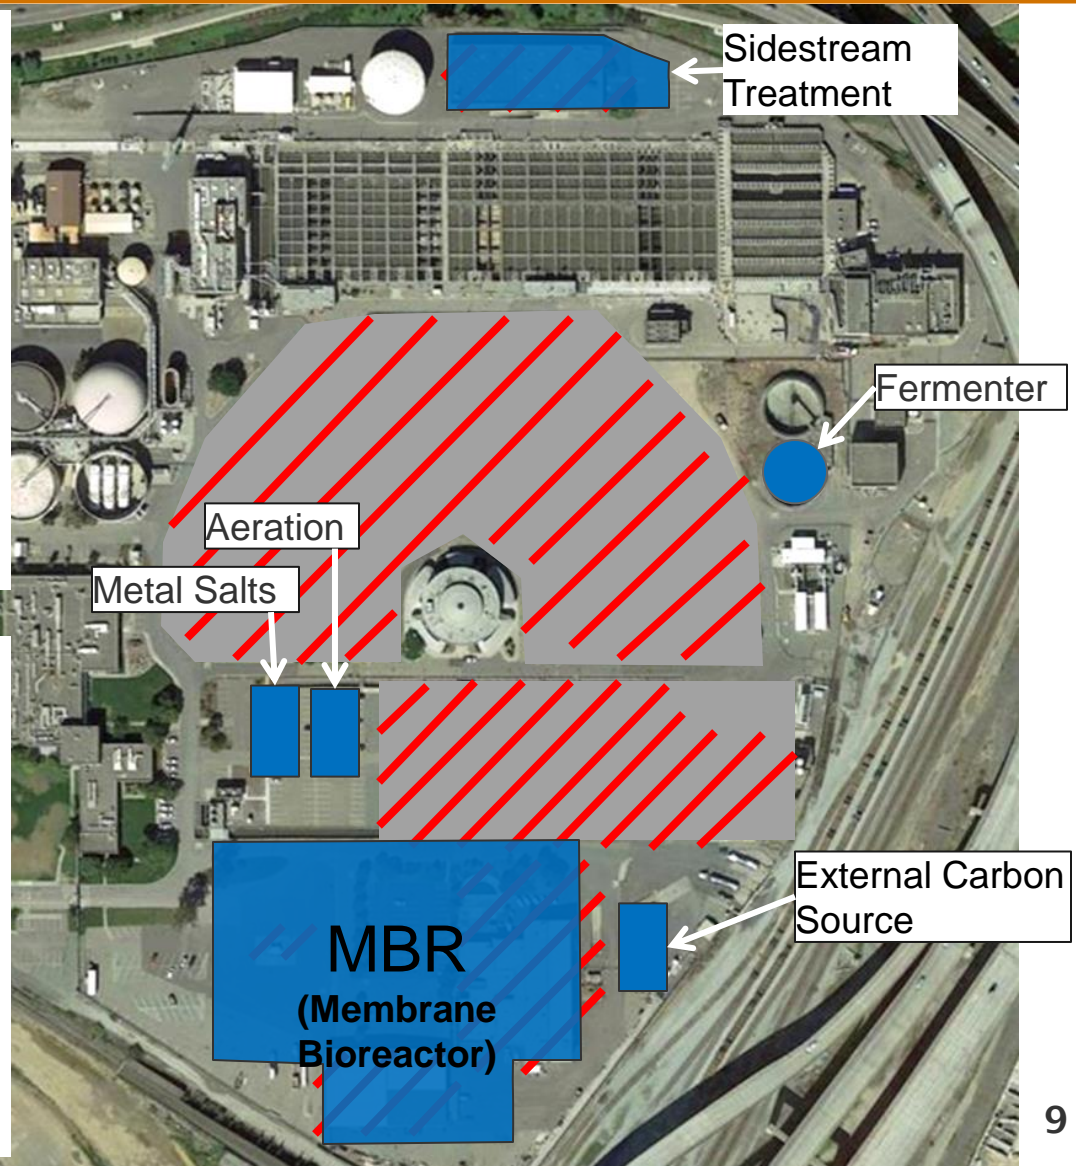 Sidestream
Treatment
Fermenter
Aeration
Metal Salts
External Carbon
Source
MBR
(Membrane
Bioreactor)
9